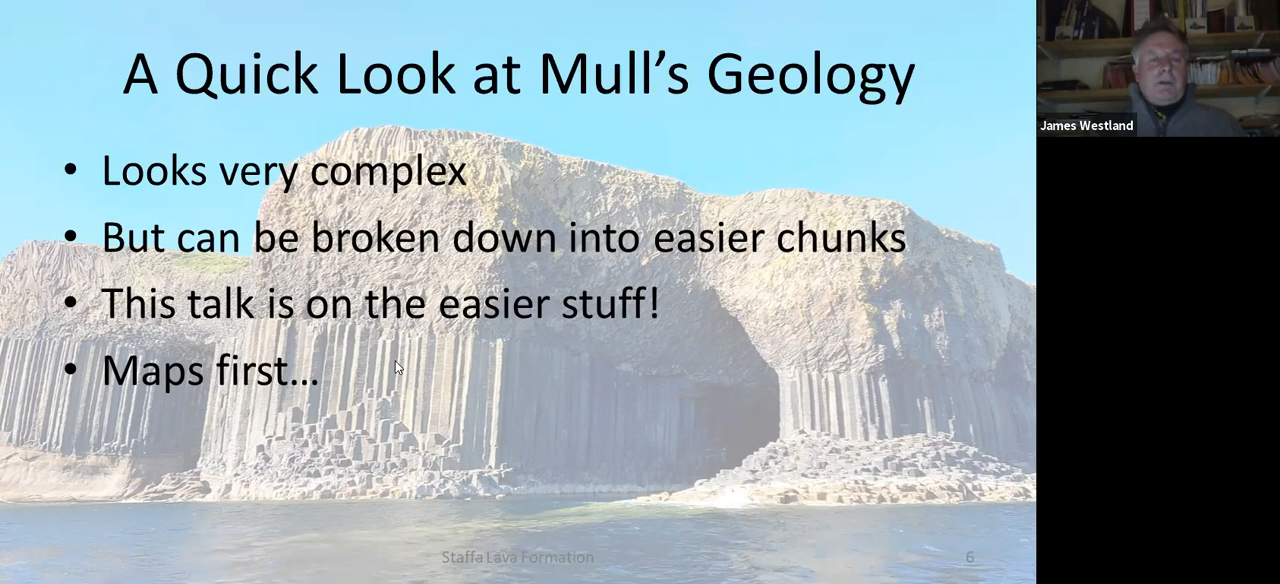 A Quick Look at Mull’s Geology
• Looks very complex
• But can be broken down into easier chunks
• This talk is on the easier stuff!
• Maps first…
Staffa Lava Formation
6
James Westland